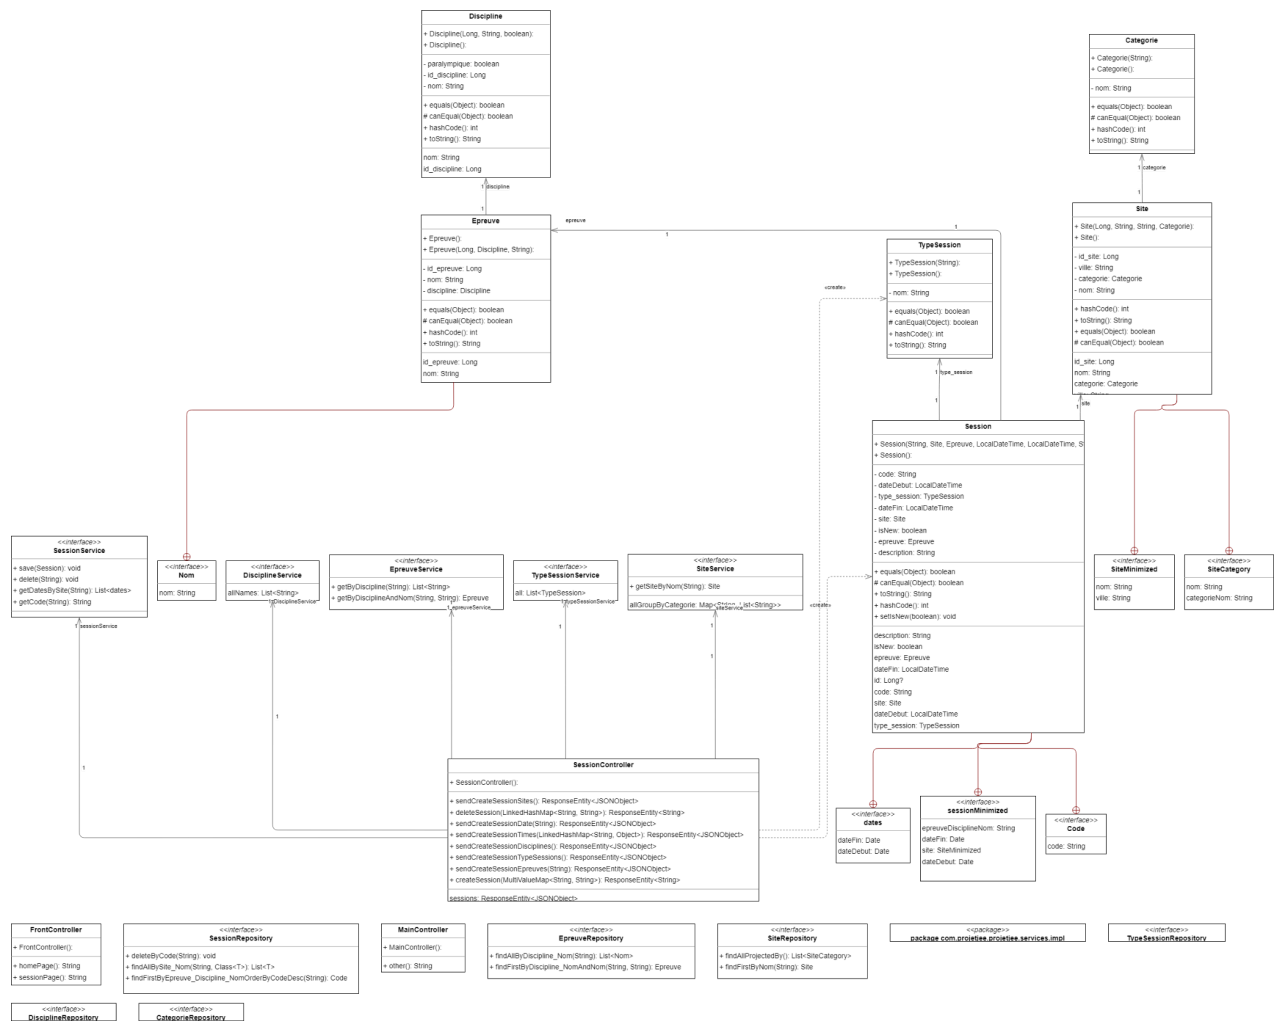 Discipline
+ Discipline(Long, String, boolean):
+ Discipline():
- paralympique: boolean
- id_discipline: Long
- nom: String
+ equals(Object): boolean
# canEqual(Object): boolean
+ hashCode(): int
+ toString(): String
nom: String
id_discipline: Long
1 discipline
1
Categorie
+ Categorie(String):
+ Categorie():
- nom: String
+ equals(Object): boolean
# canEqual(Object): boolean
+ hashCode(): int
+ toString(): String
1 categorie
1
Epreuve
+ Epreuve():
+ Epreuve(Long, Discipline, String):
- id_epreuve: Long
- nom: String
- discipline: Discipline
+ equals(Object): boolean
# canEqual(Object): boolean
+ hashCode(): int
+ toString(): String
id_epreuve: Long
nom: String
epreuve
1
1
TypeSession
+ TypeSession(String):
+ TypeSession():
- nom: String
+ equals(Object): boolean
# canEqual(Object): boolean
+ hashCode(): int
+ toString(): String
«create»
1 type_session
1
Site
+ Site(Long, String, String, Categorie):
+ Site():
- id_site: Long
- ville: String
- categorie: Categorie
- nom: String
+ hashCode(): int
+ toString(): String
+ equals(Object): boolean
# canEqual(Object): boolean
id_site: Long
nom: String
categorie: Categorie
site
1
Session
+ Session(String, Site, Epreuve, LocalDateTime, LocalDateTime, S
+ Session():
- code: String
- dateDebut: LocalDateTime
- type_session: TypeSession
- dateFin: LocalDateTime
- site: Site
- isNew: boolean
- epreuve: Epreuve
- description: String
+ equals(Object): boolean
# canEqual(Object): boolean
+ toString(): String
+ hashCode(): int
+ setIsNew(boolean): void
description: String
isNew: boolean
epreuve: Epreuve
dateFin: LocalDateTime
id: Long?
code: String
site: Site
dateDebut: LocalDateTime
type_session: TypeSession
<<interface>>
SessionService
+ save(Session): void
+ delete(String): void
+ getDatesBySite(String): List<dates>
+ getCode(String): String
1 sessionService
1
<<interface>>
Nom
nom: String
<<interface>>
DisciplineService
allNames: List<String>
disciplineService
1
<<interface>>
EpreuveService
+ getByDiscipline(String): List<String>
+ getByDisciplineAndNom(String, String): Epreuve
1 epreuveService
1
<<interface>>
TypeSessionService
all: List<TypeSession>
typeSessionService
1
<<interface>>
SiteService
+ getSiteByNom(String): Site
allGroupByCategorie: Map<String, List<String>>
siteService
1
1
«create»
<<interface>>
SiteMinimized
nom: String
ville: String
<<interface>>
SiteCategory
nom: String
categorieNom: String
SessionController
+ SessionController():
+ sendCreateSessionSites(): ResponseEntity<JSONObject>
+ deleteSession(LinkedHashMap<String, String>): ResponseEntity<String>
+ sendCreateSessionDate(String): ResponseEntity<JSONObject>
+ sendCreateSessionTimes(LinkedHashMap<String, Object>): ResponseEntity<JSONObject>
+ sendCreateSessionDisciplines(): ResponseEntity<JSONObject>
+ sendCreateSessionTypeSessions(): ResponseEntity<JSONObject>
+ sendCreateSessionEpreuves(String): ResponseEntity<JSONObject>
+ createSession(MultiValueMap<String, String>): ResponseEntity<String>
sessions: ResponseEntity<JSONObject>
<<interface>>
dates
dateFin: Date
dateDebut: Date
<<interface>>
sessionMinimized
epreuveDisciplineNom: String
dateFin: Date
site: SiteMinimized
dateDebut: Date
<<interface>>
Code
code: String
FrontController
+ FrontController():
+ homePage(): String
+ sessionPage(): String
<<interface>>
SessionRepository
+ deleteByCode(String): void
+ findAllBySite_Nom(String, Class<T>): List<T>
+ findFirstByEpreuve_Discipline_NomOrderByCodeDesc(String): Code
MainController
+ MainController():
+ other(): String
<<interface>>
EpreuveRepository
+ findAllByDiscipline_Nom(String): List<Nom>
+ findFirstByDiscipline_NomAndNom(String, String): Epreuve
<<interface>>
SiteRepository
+ findAllProjectedBy(): List<SiteCategory>
+ findFirstByNom(String): Site
<<package>>
package com.projetjee.projetjee.services.impl
<<interface>>
TypeSessionRepository
<<interface>>
DisciplineRepository
<<interface>>
CategorieRepository